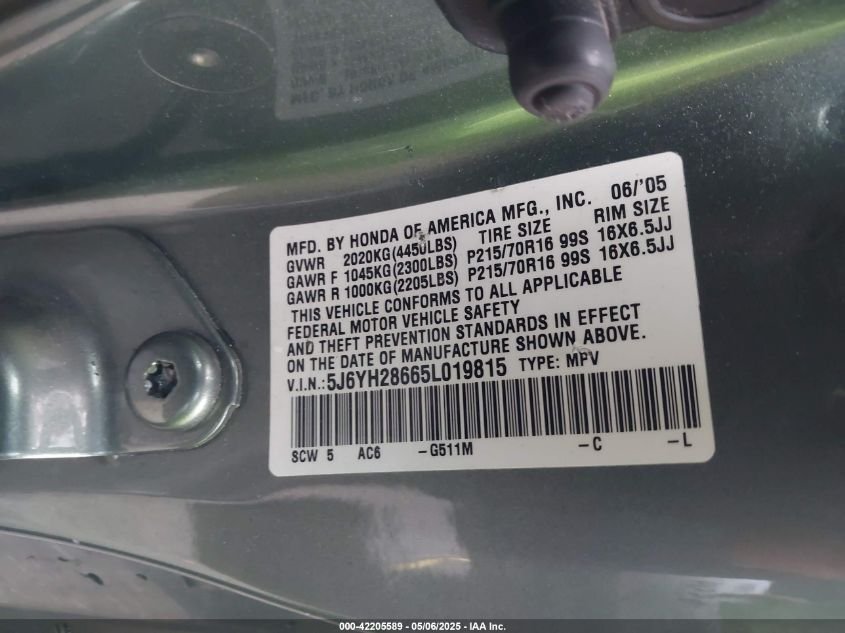 MFD. BY HONDA OF AMERICA MFG., INC. 06/'05
GVWR 2020KG(4450LBS) TIRE SIZE RIM SIZE
GAWR F 1045KG(2300LBS) P215/70R16 99S 16X6.5JJ
GAWR R 1000KG(2205LBS) P215/70R16 99S 16X6.5JJ
THIS VEHICLE CONFORMS TO ALL APPLICABLE
FEDERAL MOTOR VEHICLE SAFETY
AND THEFT PREVENTION STANDARDS IN EFFECT
ON THE DATE OF MANUFACTURE SHOWN ABOVE.
V.I.N.:5J6YH28665L019815 TYPE: MPV
SCW 5 AC6 -G511M -C -L
000-42205589 - 05/06/2025 - IAA Inc.